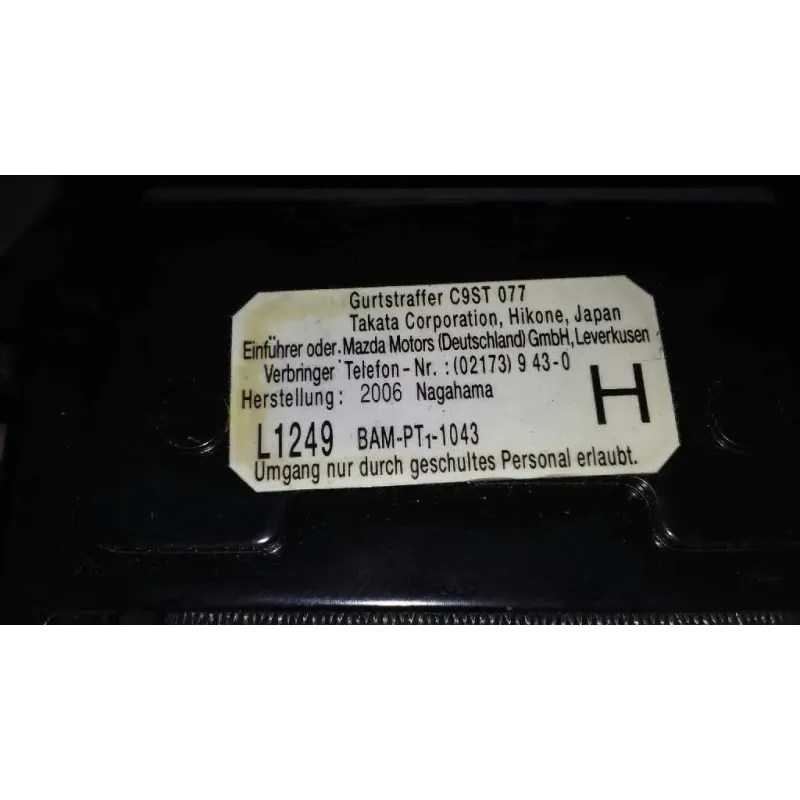 Gurtstraffer C9ST 077
Takata Corporation, Hikone, Japan
Einführer oder. Mazda Motors (Deutschland) GmbH, Leverkusen
Verbringer Telefon-Nr. : (02173) 9 43-0
Herstellung: 2006 Nagahama
H
L1249 BAM-PT1-1043
Umgang nur durch geschultes Personal erlaubt.